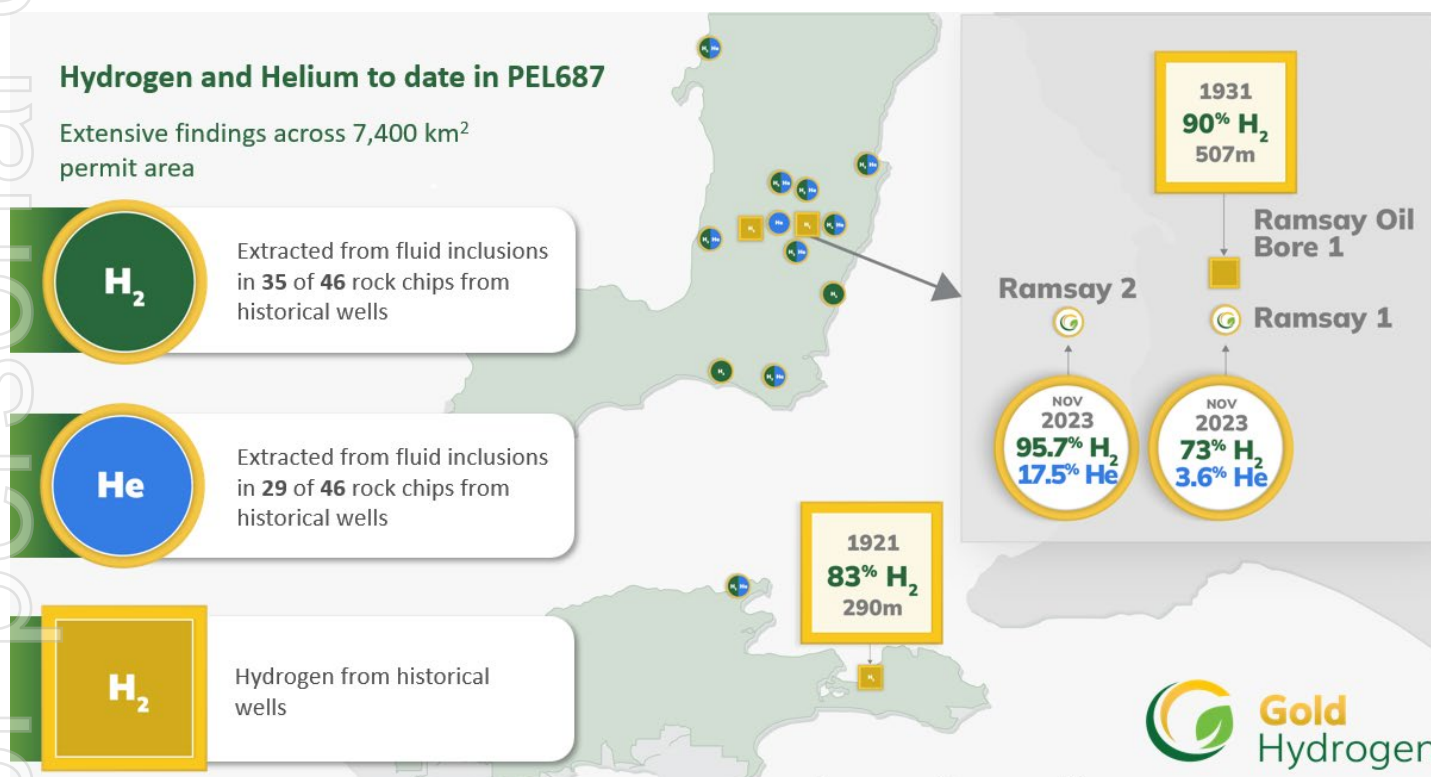 Hydrogen and Helium to date in PEL687
Extensive findings across 7,400 km²
permit area
H₂
Extracted from fluid inclusions
in 35 of 46 rock chips from
historical wells
He
Extracted from fluid inclusions
in 29 of 46 rock chips from
historical wells
H₂
Hydrogen from historical
wells
1931
90% H₂
507m
Ramsay Oil
Bore 1
Ramsay 2
Ramsay 1
NOV
2023
95.7% H₂
17.5% He
NOV
2023
73% H₂
3.6% He
1921
83% H₂
290m
Gold
Hydrogen